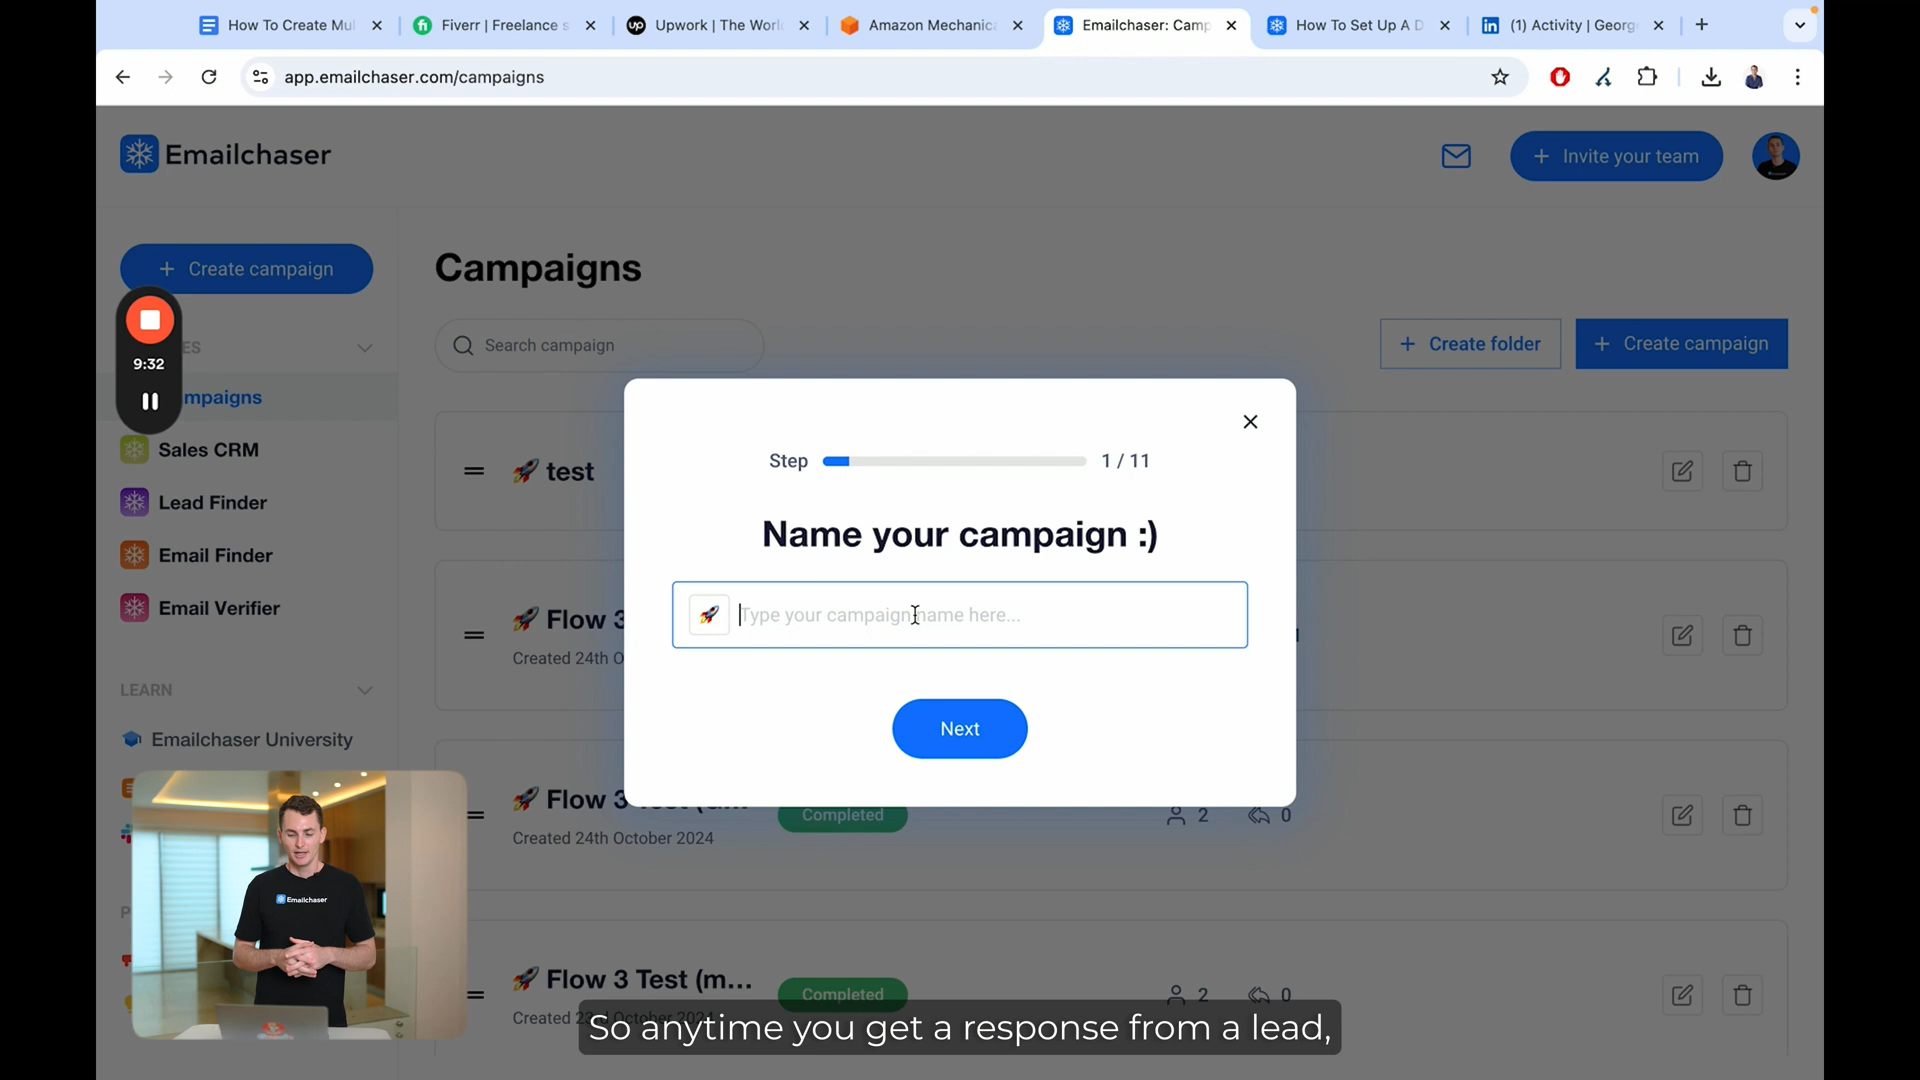 How To Create Mul
Fiverr | Freelance s
Upwork | The Worl
Amazon Mechanica
Emailchaser: Camp
How To Set Up A D
(1) Activity | Georg
app.emailchaser.com/campaigns
Emailchaser
Invite your team
Create campaign
Campaigns
9:32
ES
Search campaign
Create folder
Create campaign
mpaigns
Step
1 / 11
Sales CRM
test
Lead Finder
Name your campaign :)
Email Finder
Type your campaign name here...
Email Verifier
Flow 3
Created 24th O
LEARN
Next
Emailchaser University
Flow 3
Completed
2
0
Created 24th October 2024
Emailchaser
Flow 3 Test (m...
Completed
2
0
Created
So anytime you get a response from a lead,